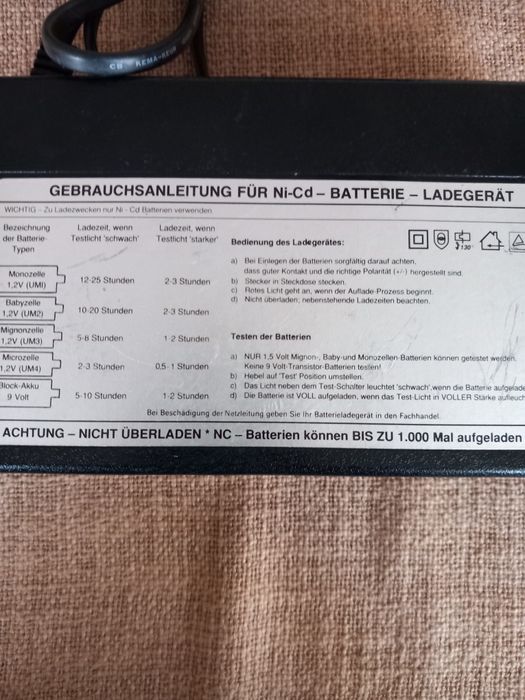 GEBRAUCHSANLEITUNG FÜR Ni-Cd – BATTERIE – LADEGERÄT
WICHTIG - Zu Ladezwecken nur Ni - Cd Batterien verwenden
Bezeichnung der Batterie-Typen
Ladezeit, wenn Testlicht 'schwach'
Ladezeit, wenn Testlicht 'starker'
Monozelle 1,2V (UMI)
12-25 Stunden
2-3 Stunden
Babyzelle 1,2V (UM2)
10-20 Stunden
2-3 Stunden
Mignonzelle 1,2V (UM3)
5-8 Stunden
1-2 Stunden
Microzelle 1,2V (UM4)
2-3 Stunden
0,5-1 Stunden
Block-Akku 9 Volt
5-10 Stunden
1-2 Stunden
Bedienung des Ladegerätes:
a) Bei Einlegen der Batterien sorgfältig darauf achten,
dass guter Kontakt und die richtige Polarität (+/-) hergestellt sind
b) Stecker in Steckdose stecken.
c) Rotes Licht geht an, wenn der Auflade-Prozess beginnt.
d) Nicht überladen; nebenstehende Ladezeiten beachten.
Testen der Batterien
a) NUR 1,5 Volt Mignon-, Baby-und Monozellen-Batterien können getestet werden.
Keine 9 Volt-Transistor-Batterien testen!
b) Hebel auf 'Test' Position umstellen.
c) Das Licht neben dem Test-Schalter leuchtet 'schwach', wenn die Batterie
d) Die Batterie ist VOLL aufgeladen, wenn das Test-Licht in VOLLER Stärke
Bei Beschädigung der Netzleitung geben Sie Ihr Batterieladegerät in den Fachhandel.
ACHTUNG – NICHT ÜBERLADEN * NC – Batterien können BIS ZU 1.000 Mal aufgeladen